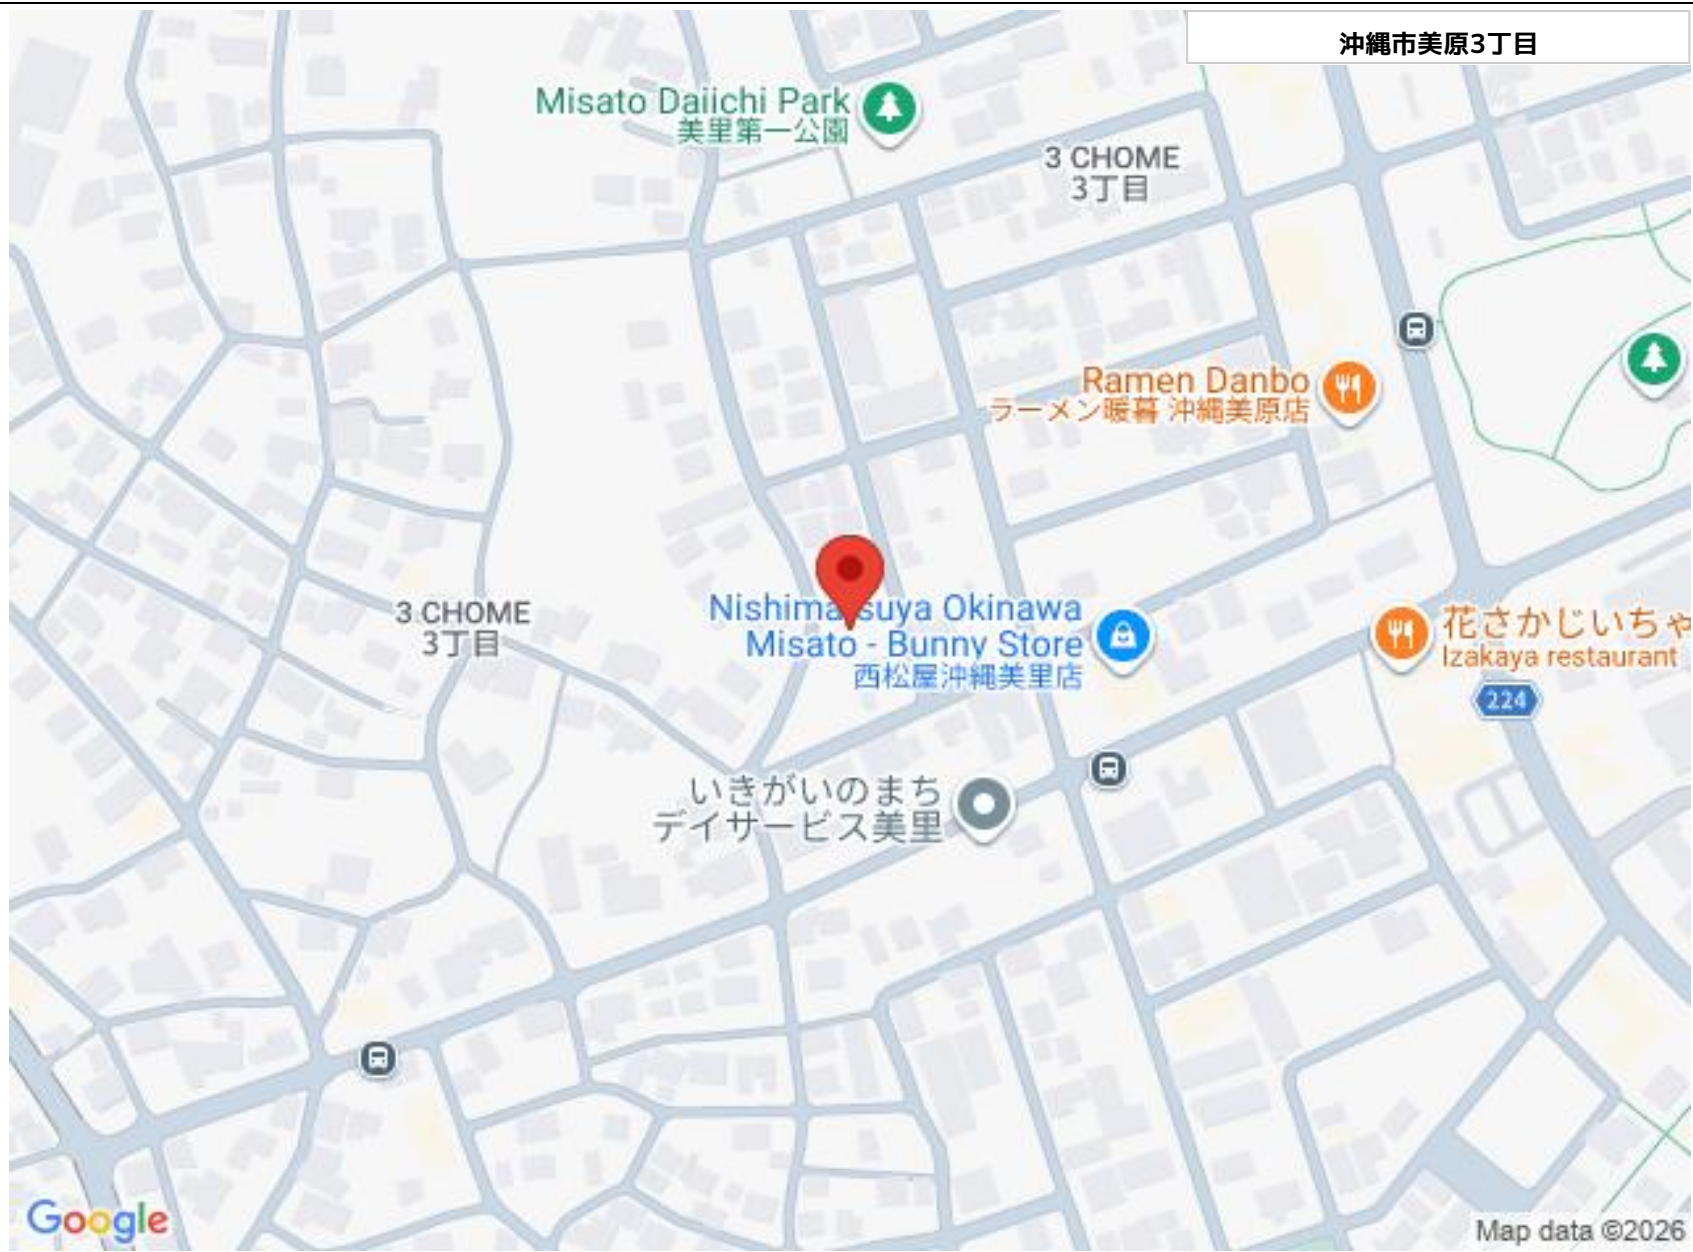 沖縄市美原3丁目
Misato Daiichi Park
美里第一公園
3 CHOME
3丁目
Ramen Danbo
ラーメン暖暮 沖縄美原店
3 CHOME
3丁目
Nishimatsuya Okinawa
Misato - Bunny Store
西松屋沖縄美里店
花さかじいちゃ
Izakaya restaurant
224
いきがいのまち
デイサービス美里
Google
Map data ©2026